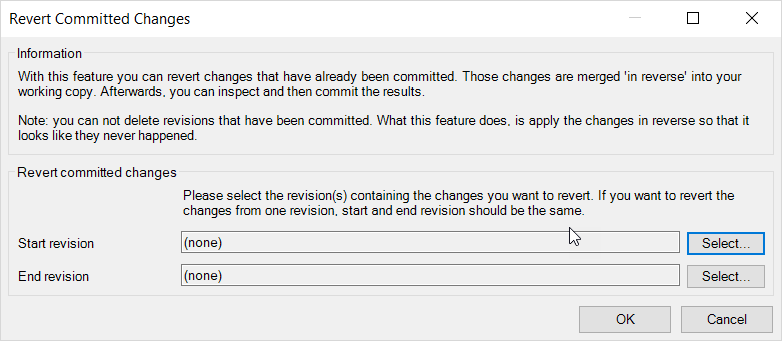 Revert Committed Changes
Information
With this feature you can revert changes that have already been committed. Those changes are merged 'in reverse' into your
working copy. Afterwards, you can inspect and then commit the results.
Note: you can not delete revisions that have been committed. What this feature does, is apply the changes in reverse so that it
looks like they never happened.
Revert committed changes
Please select the revision(s) containing the changes you want to revert. If you want to revert the
changes from one revision, start and end revision should be the same.
Start revision (none) Select...
End revision (none) Select...
OK Cancel